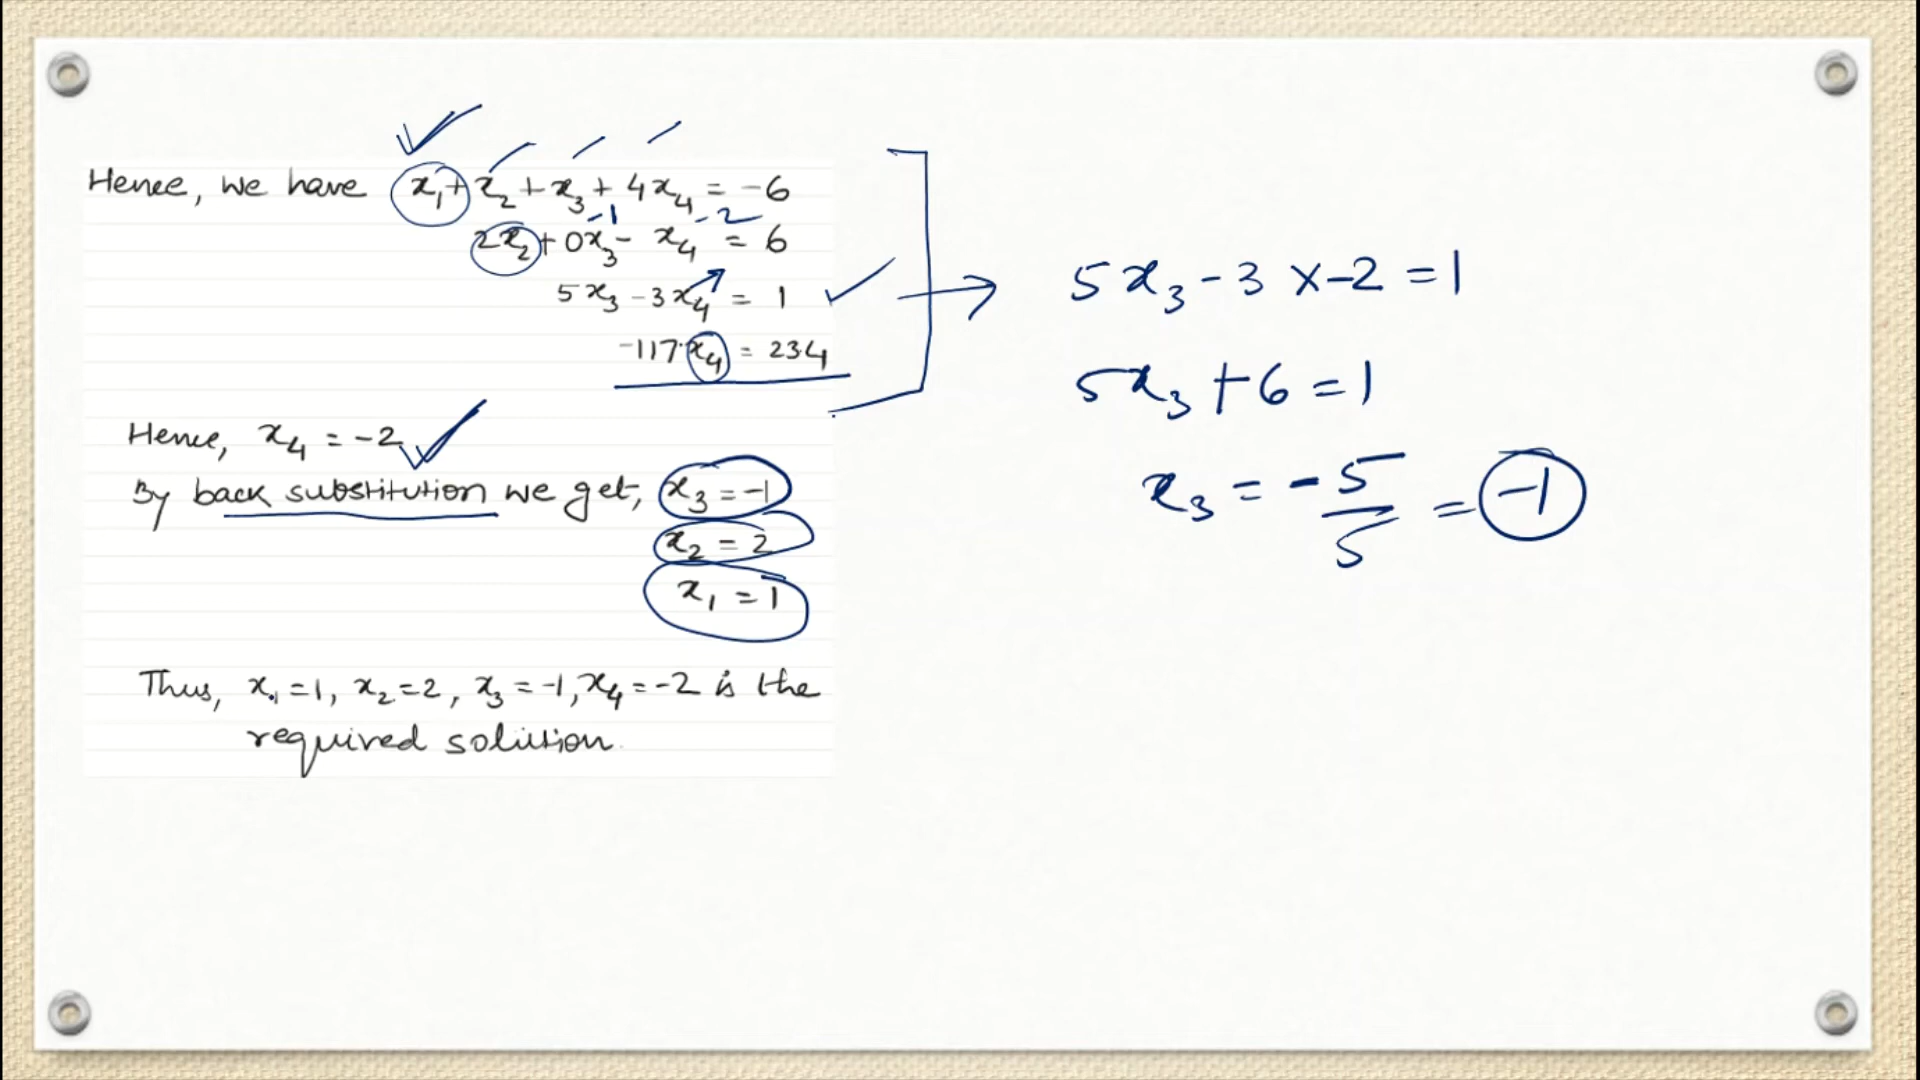 Hence, we have x₁ + x₂ + x₃ + 4x₄ = -6
-1 -2
2x₂ + 0x₃ - x₄ = 6
5x₃ - 3x₄ = 1
-117·x₄ = 234
Hence, x₄ = -2
By back substitution we get, x₃ = -1
x₂ = 2
x₁ = 1
Thus, x₁ = 1, x₂ = 2, x₃ = -1, x₄ = -2 is the
required solution.
5x₃ - 3 × -2 = 1
5x₃ + 6 = 1
x₃ = -5/5 = -1